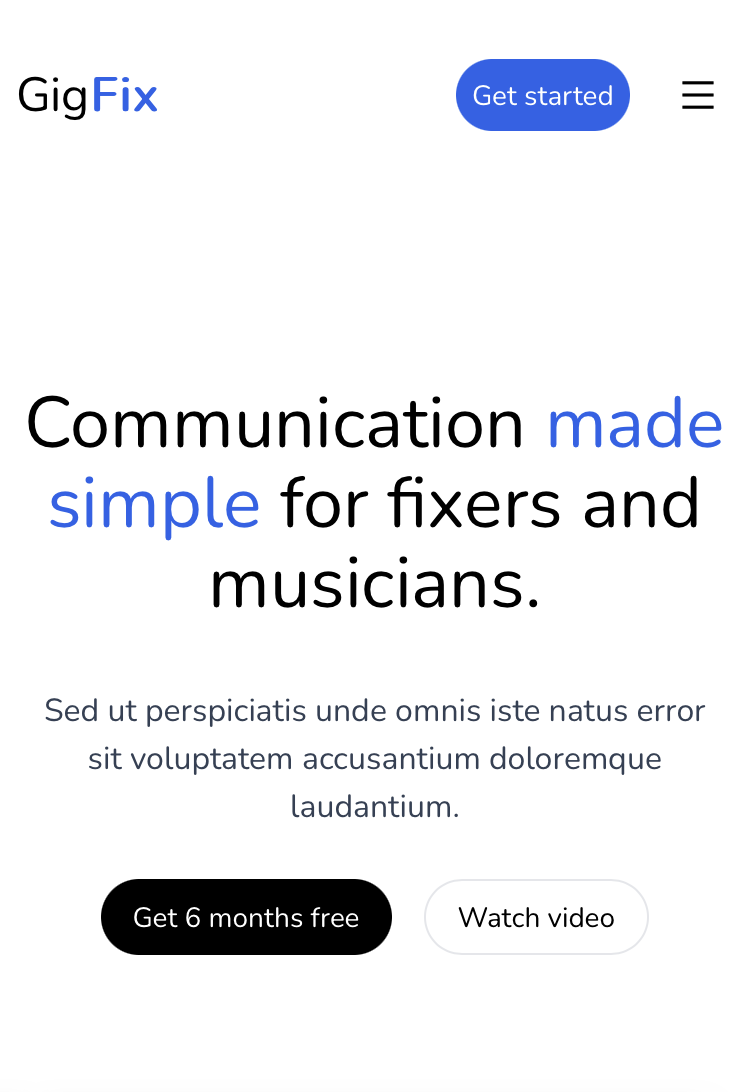 GigFix
Get started
Communication made
simple for fixers and
musicians.
Sed ut perspiciatis unde omnis iste natus error
sit voluptatem accusantium doloremque
laudantium.
Get 6 months free
Watch video